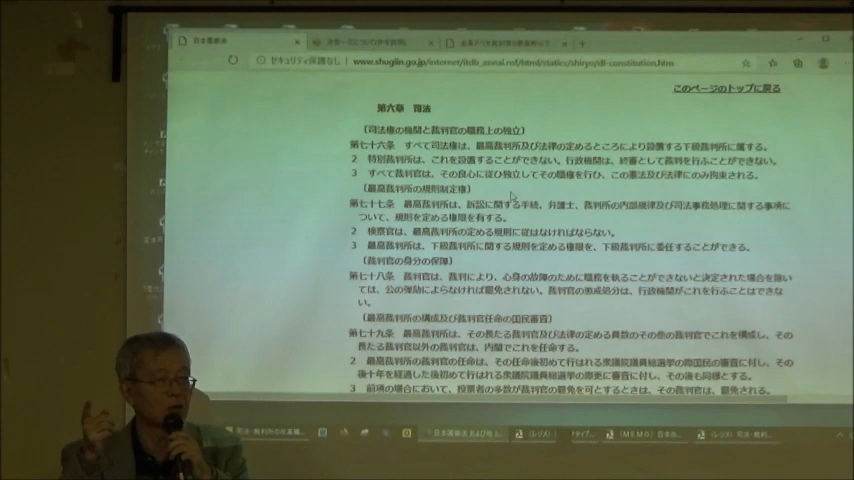 日本国憲法
セキュリティ保護なし | www.shugiin.go.jp/internet/itdb_annai.nsf/html/statics/shiryo/dl-constitution.htm
このページのトップに戻る
第六章 司法
〔司法権の機関と裁判官の職務上の独立〕
第七十六条 すべて司法権は、最高裁判所及び法律の定めるところにより設置する下級裁判所に属する。
2 特別裁判所は、これを設置することができない。行政機関は、終審として裁判を行ふことができない。
3 すべて裁判官は、その良心に従ひ独立してその職権を行ひ、この憲法及び法律にのみ拘束される。
〔最高裁判所の規則制定権〕
第七十七条 最高裁判所は、訴訟に関する手続、弁護士、裁判所の内部規律及び司法事務処理に関する事項に
ついて、規則を定める権限を有する。
2 検察官は、最高裁判所の定める規則に従はなければならない。
3 最高裁判所は、下級裁判所に関する規則を定める権限を、下級裁判所に委任することができる。
〔裁判官の身分の保障〕
第七十八条 裁判官は、裁判により、心身の故障のために職務を執ることができないと決定された場合を除い
ては、公の弾劾によらなければ罷免されない。裁判官の懲戒処分は、行政機関がこれを行ふことはできな
い。
〔最高裁判所の構成及び裁判官任命の国民審査〕
第七十九条 最高裁判所は、その長たる裁判官及び法律の定める員数のその他の裁判官でこれを構成し、その
長たる裁判官以外の裁判官は、内閣でこれを任命する。
2 最高裁判所の裁判官の任命は、その任命後初めて行はれる衆議院議員総選挙の際国民の審査に付し、その
後十年を経過した後初めて行はれる衆議院議員総選挙の際更に審査に付し、その後も同様とする。
3 前項の場合において、投票者の多数が裁判官の罷免を可とするときは、その裁判官は、罷免される。
日本国憲法 および他
(レジメ)
(MEMO) 日本国
(レジメ) 司法・裁判